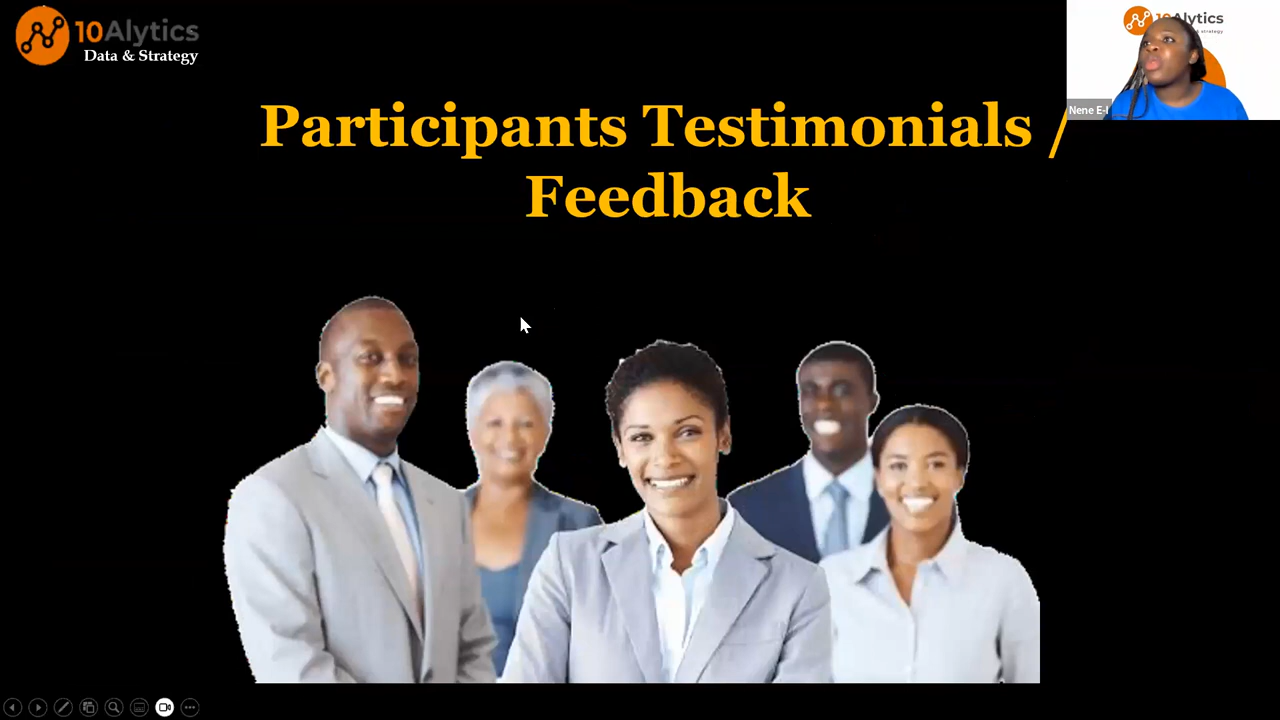 10Alytics
Data & Strategy
10Alytics
Nene E-I
Participants Testimonials /
Feedback